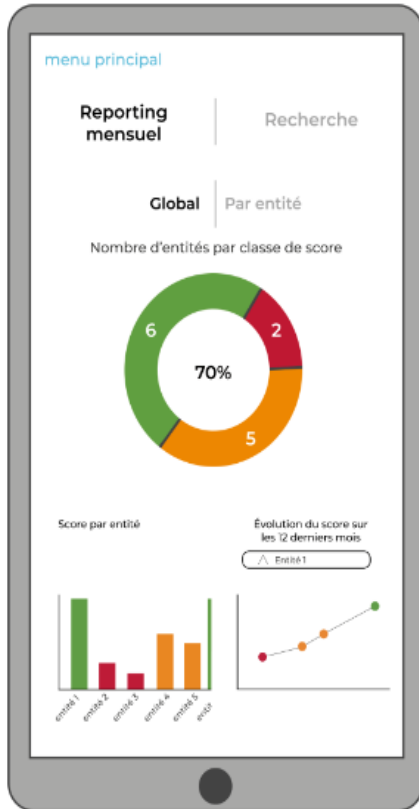 menu principal
Reporting
mensuel
Recherche
Global
Par entité
Nombre d'entités par classe de score
6
2
70%
5
Score par entité
Évolution du score sur
les 12 derniers mois
Entité 1
entité 1
entité 2
entité 3
entité 4
entité 5